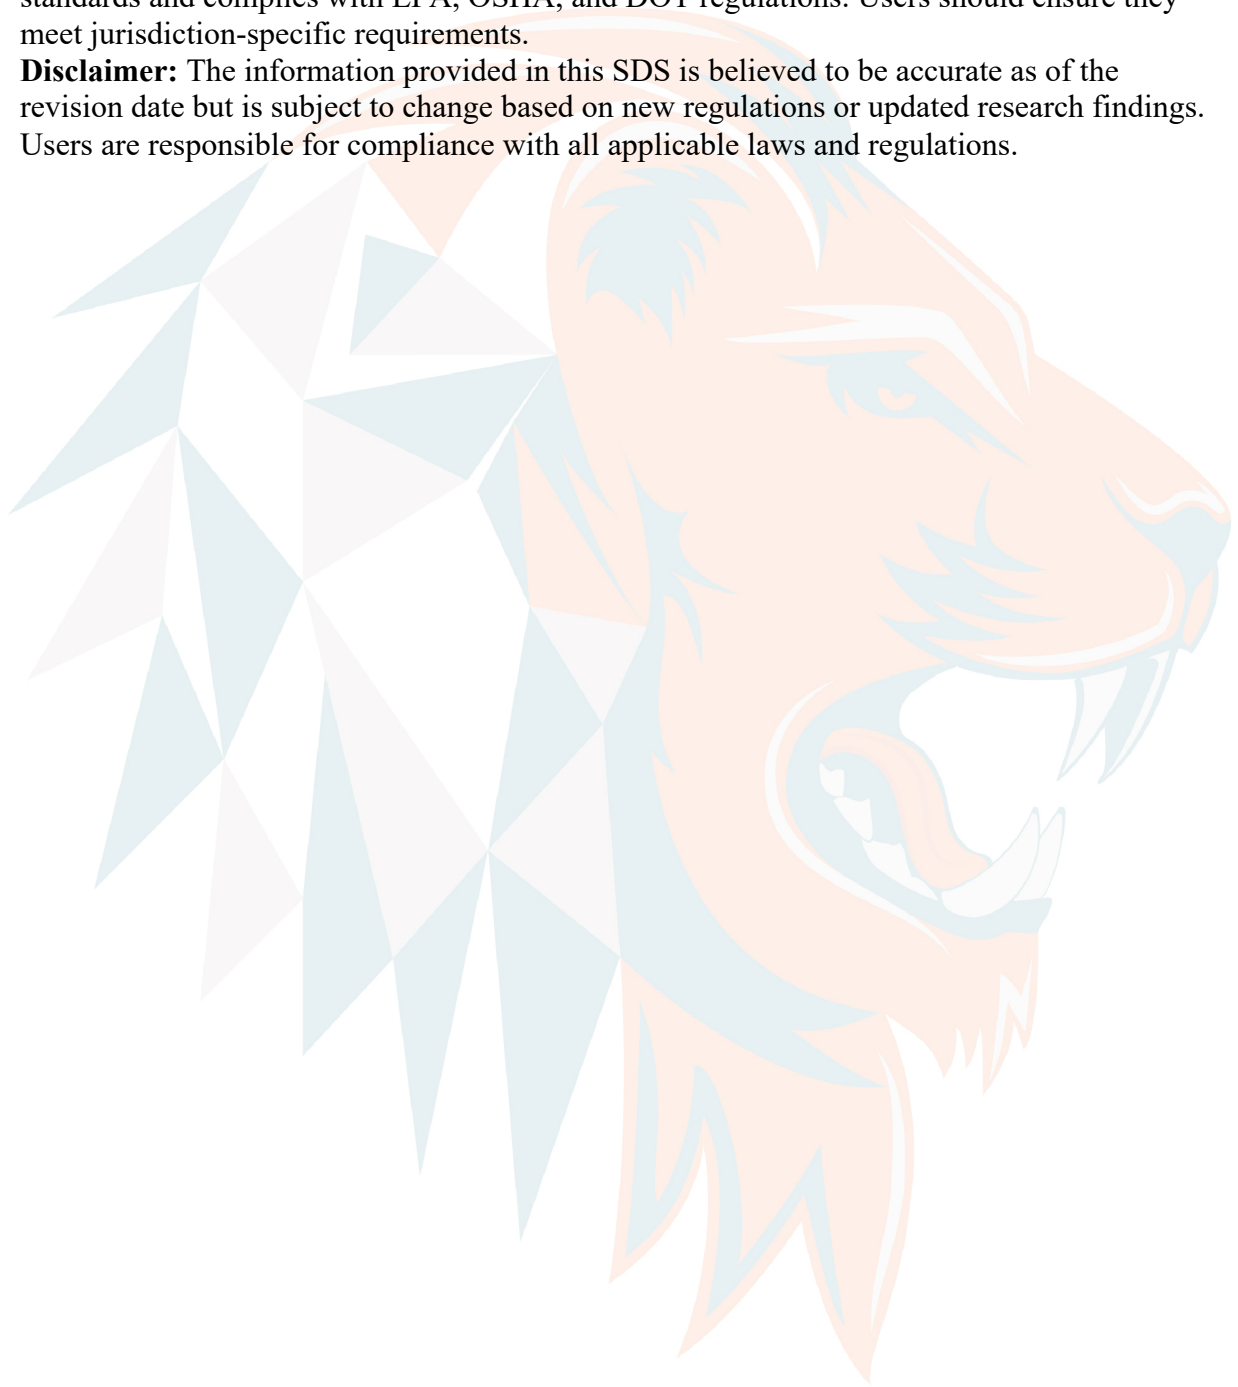 standards and complies with EPA, OSHA, and DOT regulations. Users should ensure they
meet jurisdiction-specific requirements.
Disclaimer: The information provided in this SDS is believed to be accurate as of the
revision date but is subject to change based on new regulations or updated research findings.
Users are responsible for compliance with all applicable laws and regulations.